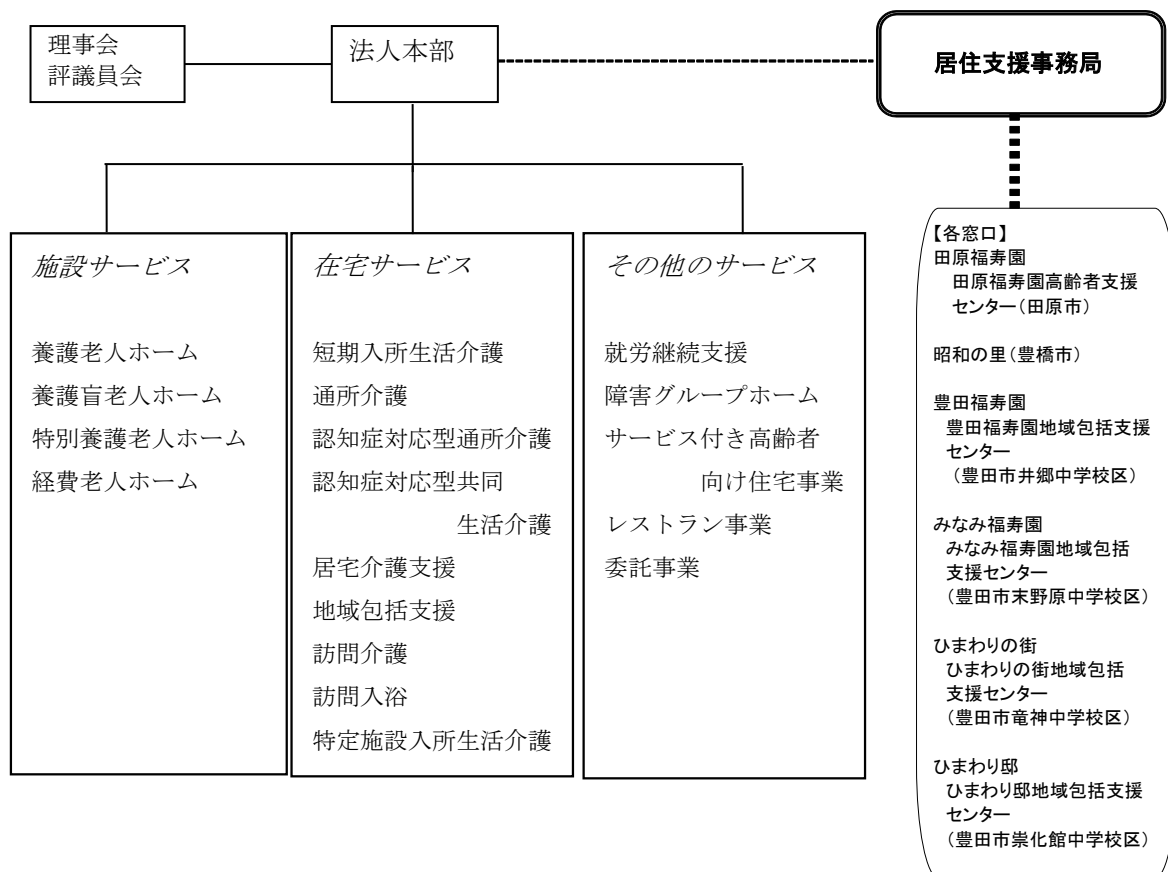 理事会
評議員会
法人本部
居住支援事務局
施設サービス
養護老人ホーム
養護盲老人ホーム
特別養護老人ホーム
経費老人ホーム
在宅サービス
短期入所生活介護
通所介護
認知症対応型通所介護
認知症対応型共同
生活介護
居宅介護支援
地域包括支援
訪問介護
訪問入浴
特定施設入所生活介護
その他のサービス
就労継続支援
障害グループホーム
サービス付き高齢者
向け住宅事業
レストラン事業
委託事業
【各窓口】
田原福寿園
田原福寿園高齢者支援
センター(田原市)
昭和の里(豊橋市)
豊田福寿園
豊田福寿園地域包括支援
センター
(豊田市井郷中学校区)
みなみ福寿園
みなみ福寿園地域包括
支援センター
(豊田市末野原中学校区)
ひまわりの街
ひまわりの街地域包括
支援センター
(豊田市竜神中学校区)
ひまわり邸
ひまわり邸地域包括支援
センター
(豊田市崇化館中学校区)